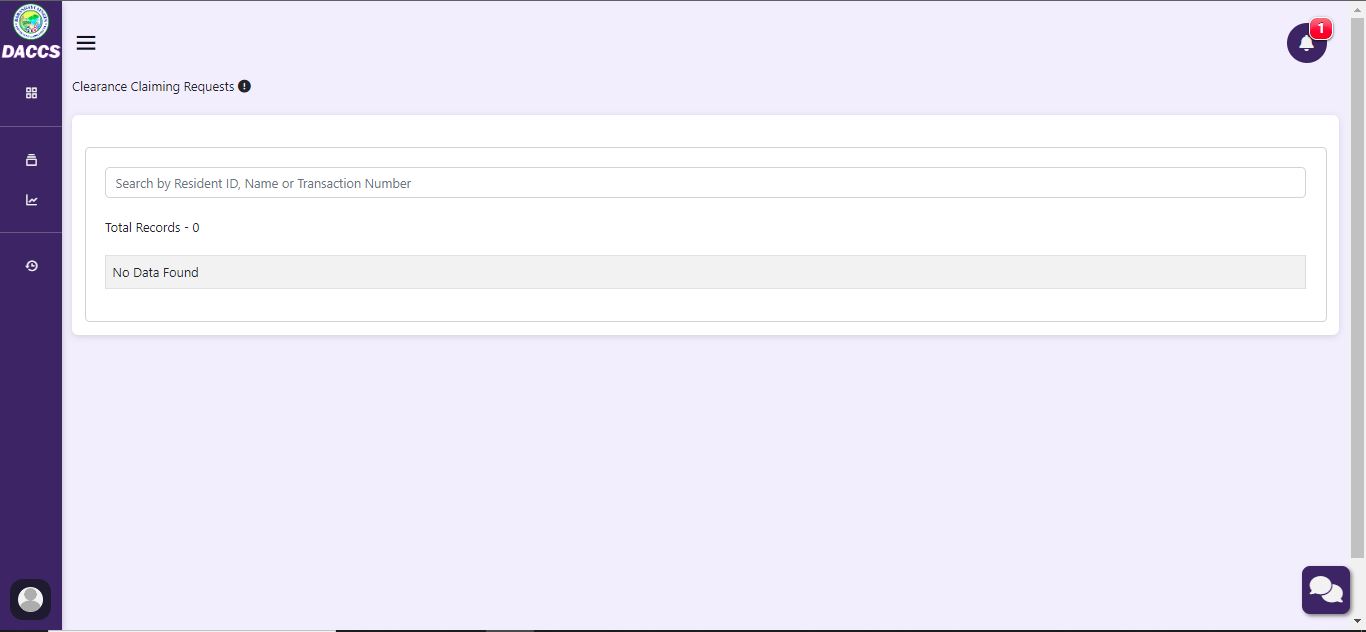 DACCS
1
Clearance Claiming Requests
Search by Resident ID, Name or Transaction Number
Total Records - 0
No Data Found